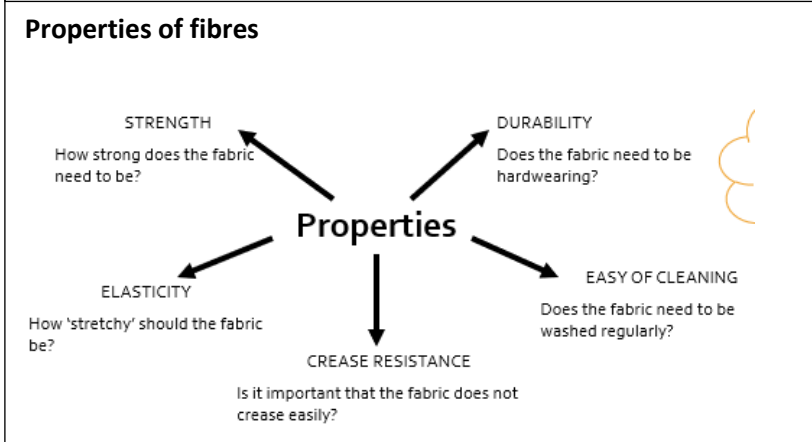 Properties of fibres
STRENGTH
How strong does the fabric
need to be?
DURABILITY
Does the fabric need to be
hardwearing?
Properties
ELASTICITY
How ‘stretchy’ should the fabric
be?
EASY OF CLEANING
Does the fabric need to be
washed regularly?
CREASE RESISTANCE
Is it important that the fabric does not
crease easily?